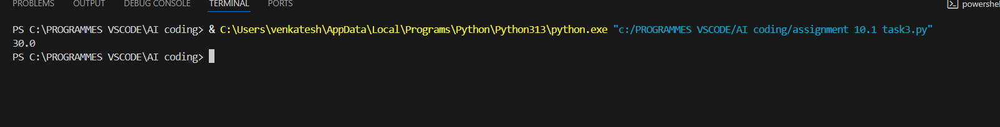 PROBLEMS OUTPUT DEBUG CONSOLE TERMINAL PORTS
PS C:\PROGRAMMES VSCODE\AI coding> & C:\Users\venkatesh\AppData\Local\Programs\Python\Python313\python.exe "c:/PROGRAMMES VSCODE/AI coding/assignment 10.1 task3.py"
30.0
PS C:\PROGRAMMES VSCODE\AI coding>